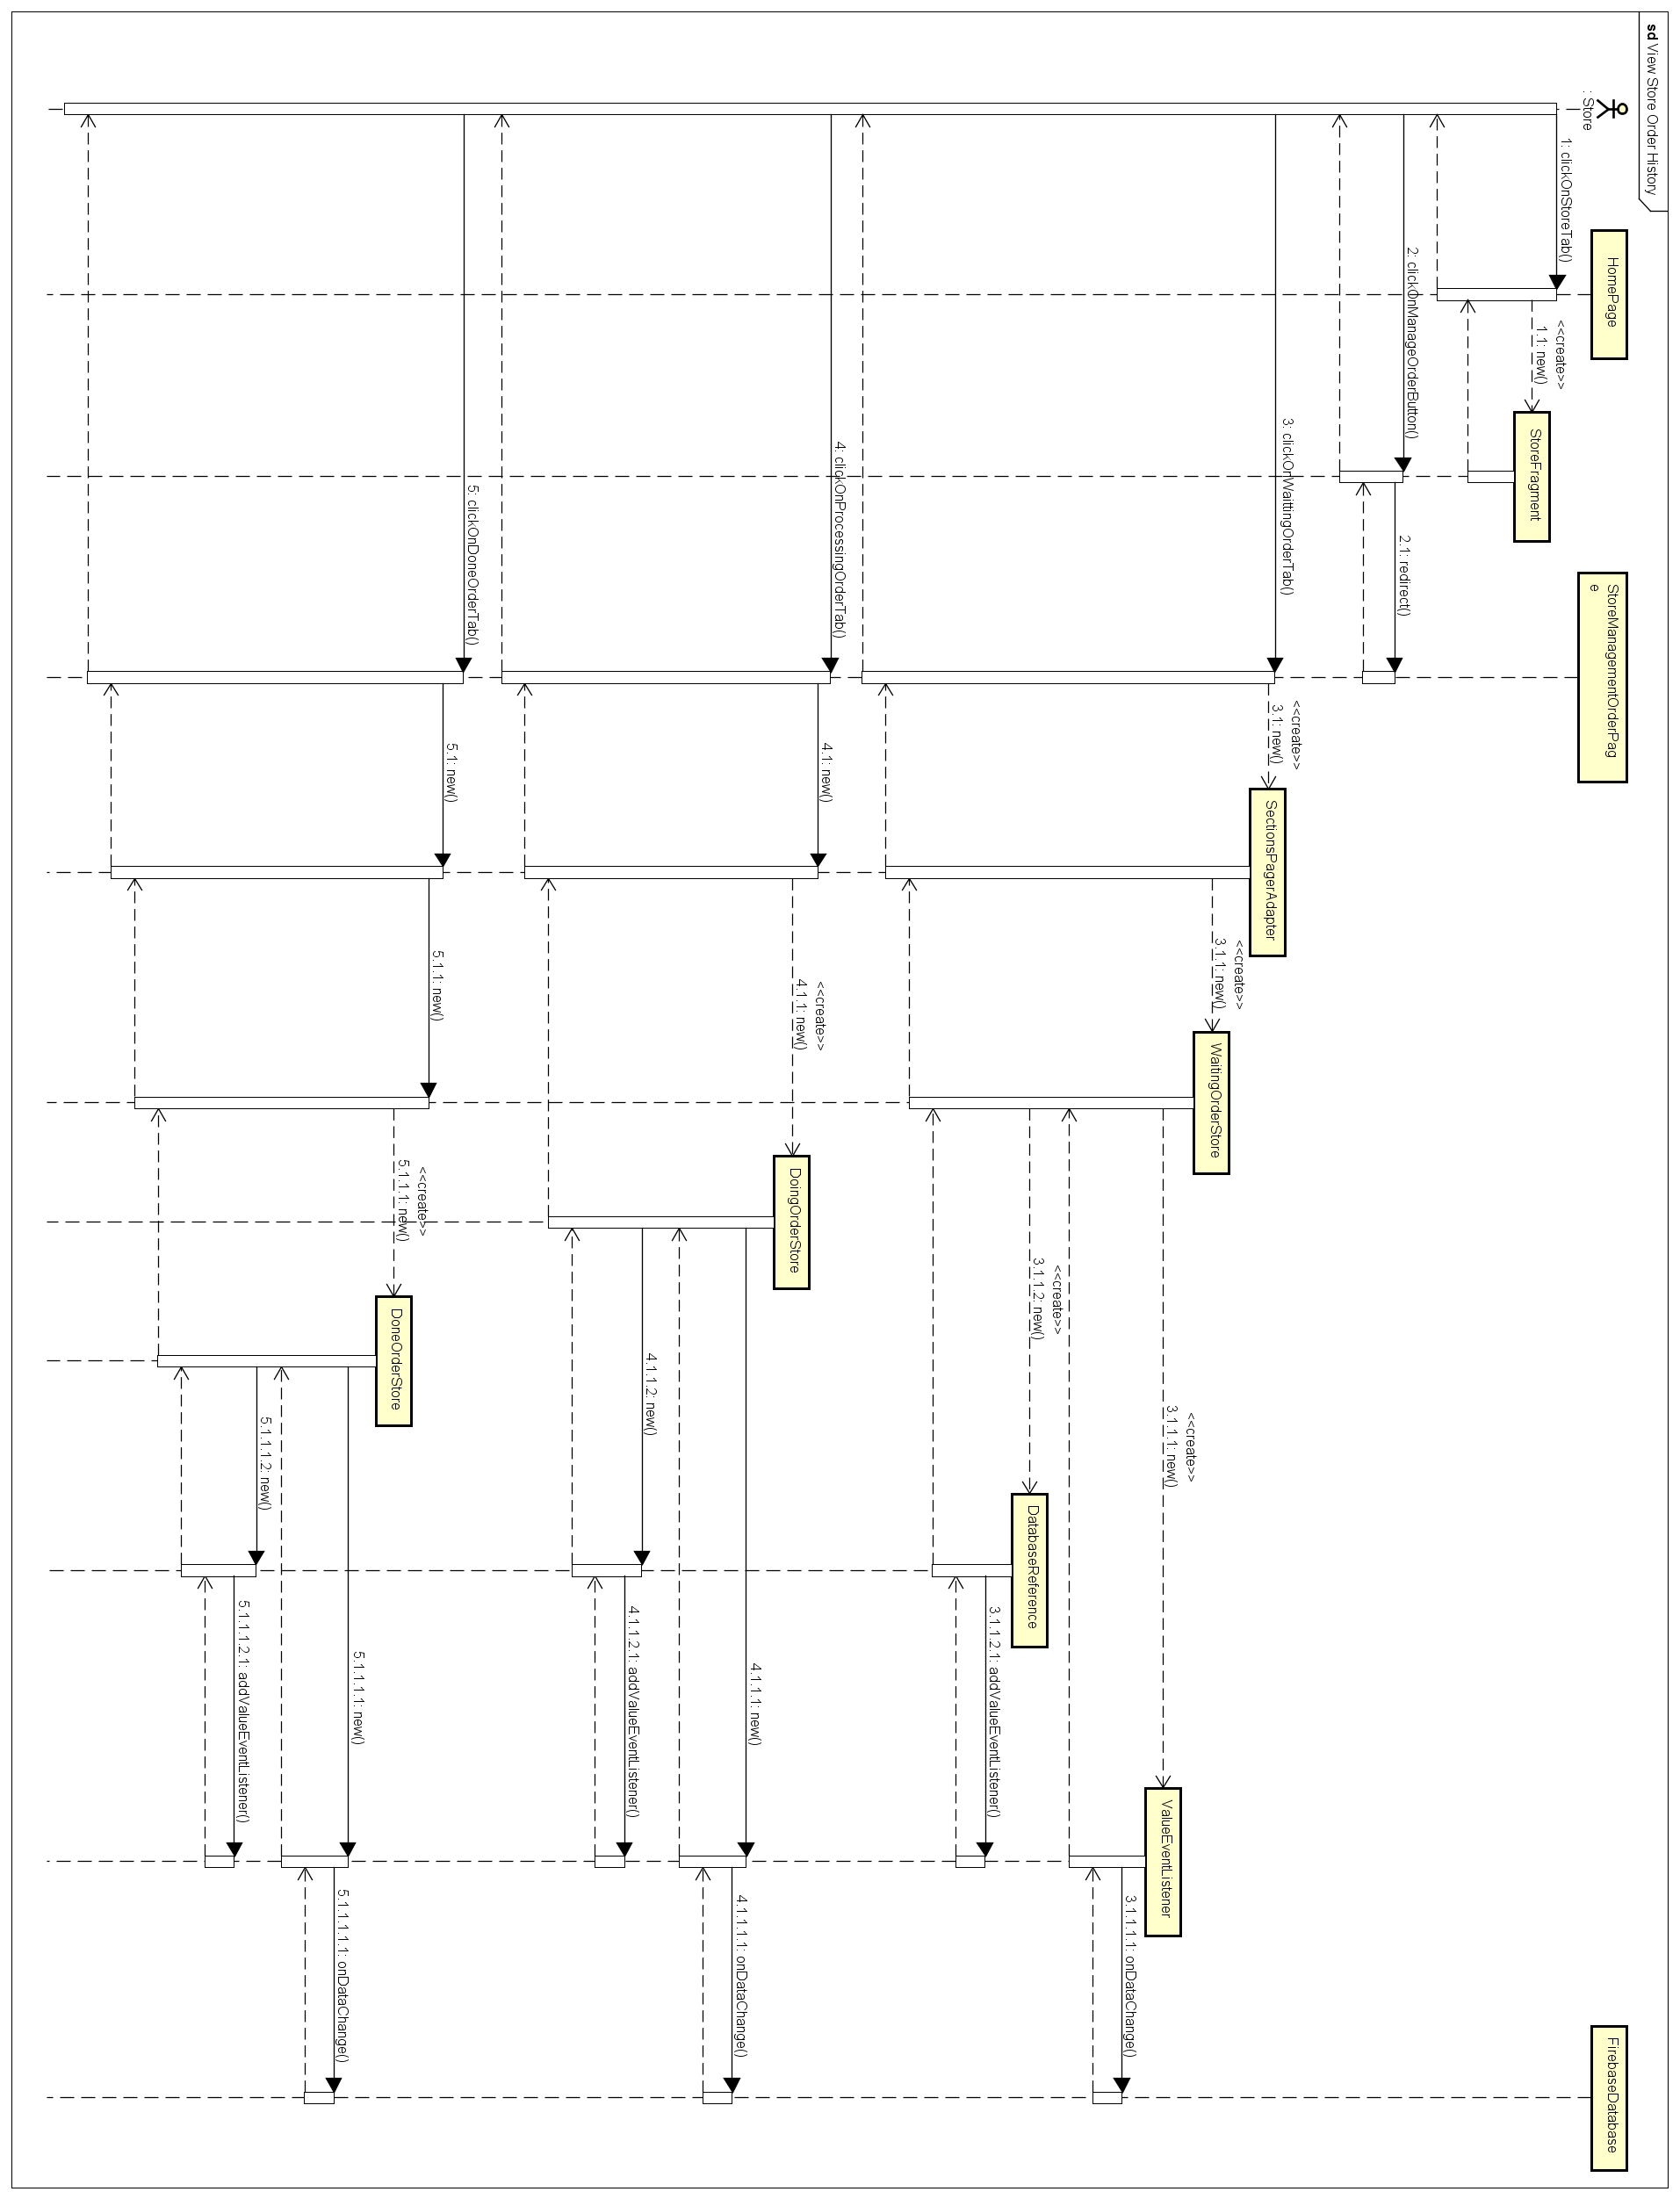 sd View Store Order History
: Store
HomePage
StoreFragment
StoreManagementOrderPag
e
SectionsPagerAdapter
WaitingOrderStore
DoingOrderStore
DoneOrderStore
DatabaseReference
ValueEventListener
FirebaseDatabase
1: clickOnStoreTab()
<<create>>
1.1: new()
2: clickOnManageOrderButton()
2.1: redirect()
3: clickOnWaittingOrderTab()
<<create>>
3.1: new()
<<create>>
3.1.1: new()
<<create>>
3.1.1.1: new()
3.1.1.1.1: onDataChange()
<<create>>
3.1.1.2: new()
3.1.1.2.1: addValueEventListener()
4: clickOnProcessingOrderTab()
4.1: new()
<<create>>
4.1.1: new()
4.1.1.1: new()
4.1.1.1.1: onDataChange()
4.1.1.2: new()
4.1.1.2.1: addValueEventListener()
5: clickOnDoneOrderTab()
5.1: new()
5.1.1: new()
<<create>>
5.1.1.1: new()
5.1.1.1.1: new()
5.1.1.1.1.1: onDataChange()
5.1.1.1.2: new()
5.1.1.1.2.1: addValueEventListener()